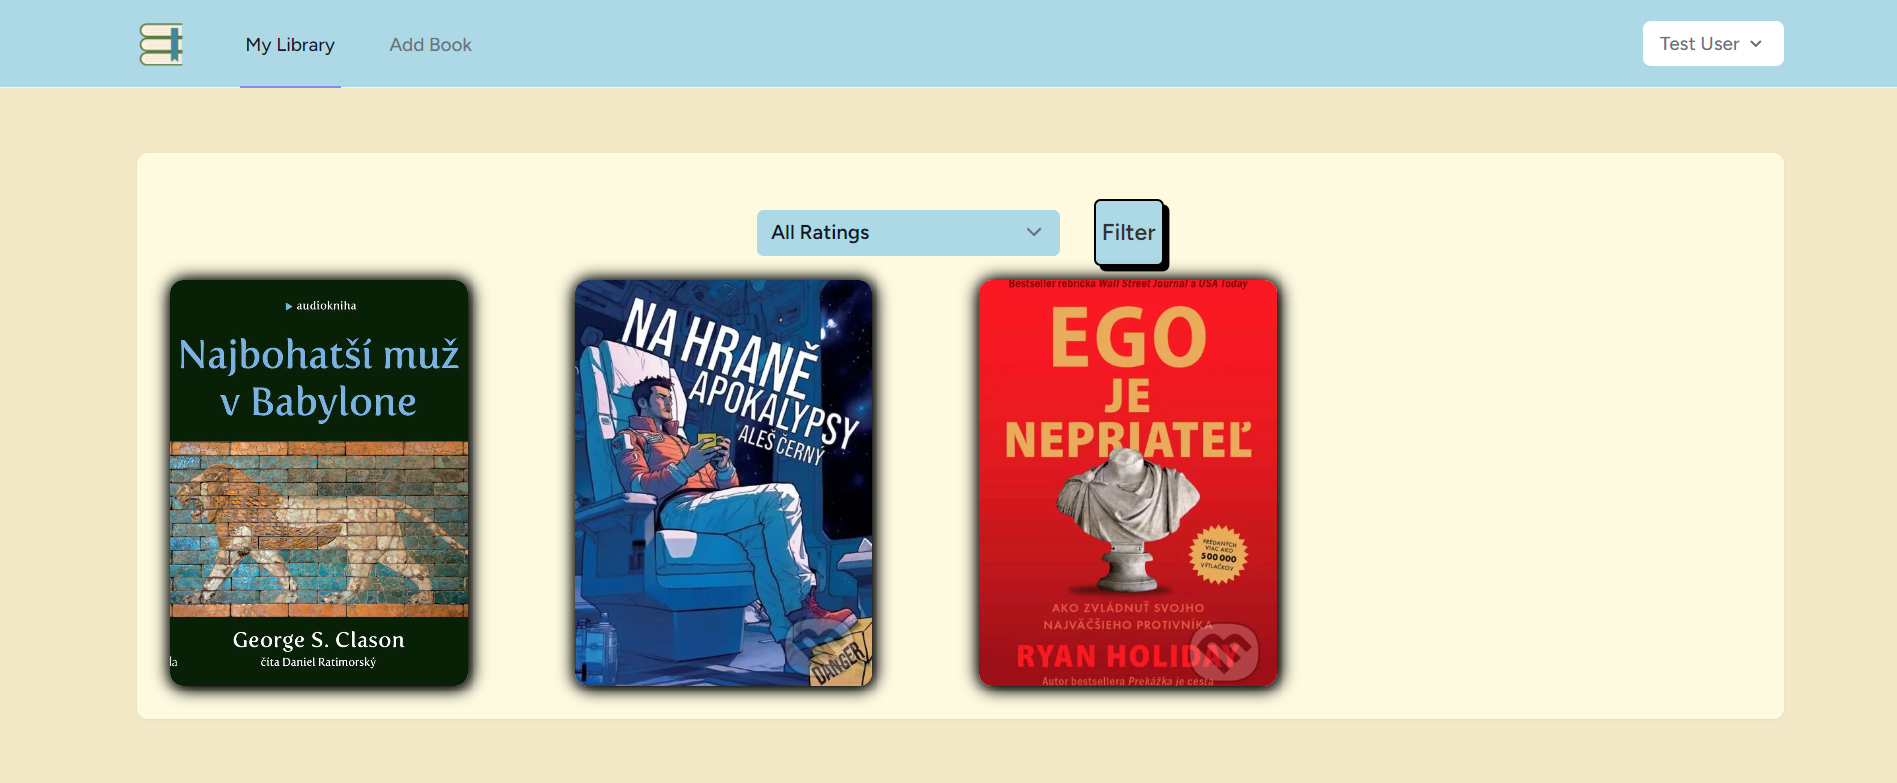 My Library
Add Book
Test User
All Ratings
Filter
audiokniha
Najbohatší muž
v Babylone
George S. Clason
číta Daniel Ratimorský
la
NA HRANĚ
APOKALYPSY
ALEŠ ČERNÝ
DANGER
Bestseller rebríčka Wall Street Journal a USA Today
EGO
JE
NEPRIATEĽ
PREDANÝCH
VIAC AKO
500 000
VÝTLAČKOV
AKO ZVLÁDNUŤ SVOJHO
NAJVÄČŠIEHO PROTIVNÍKA
RYAN HOLIDAY
Autor bestsellera Prekážka je cesta